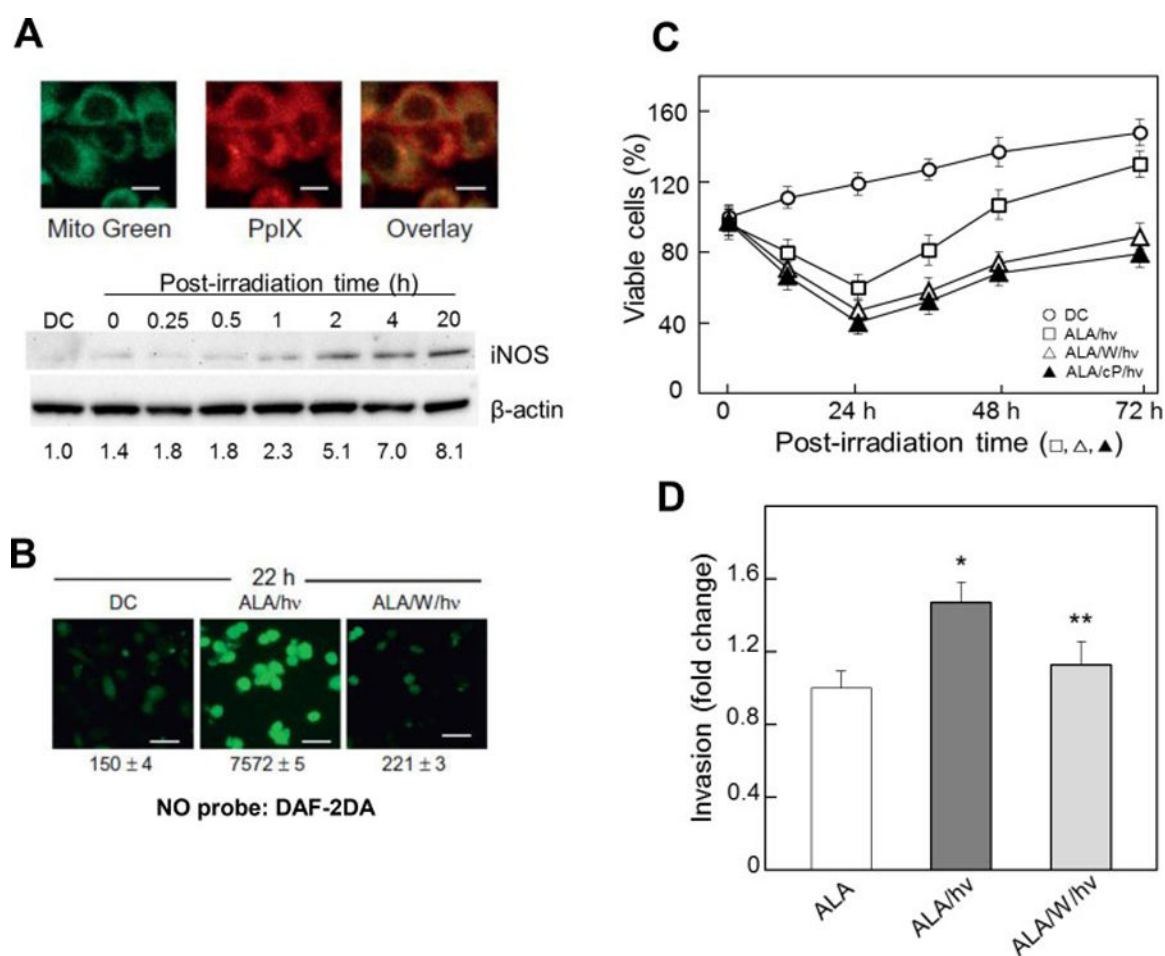 A
Mito Green PpIX Overlay
Post-irradiation time (h)
DC 0 0.25 0.5 1 2 4 20
iNOS
β-actin
1.0 1.4 1.8 1.8 2.3 5.1 7.0 8.1
B
22 h
DC ALA/hν ALA/W/hν
150 ± 4 7572 ± 5 221 ± 3
NO probe: DAF-2DA
C
Viable cells (%)
160
120
80
40
0
DC
ALA/hv
ALA/W/hv
ALA/cP/hv
0 24 h 48 h 72 h
Post-irradiation time (□, △, ▲)
D
Invasion (fold change)
1.6
1.2
0.8
0.4
0
*
**
ALA ALA/hν ALA/W/hν